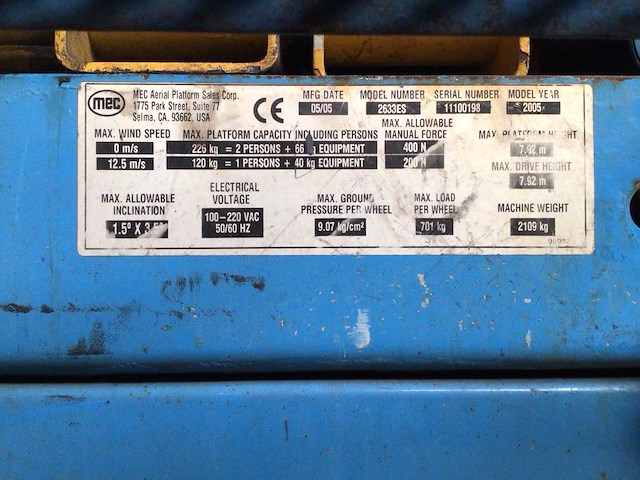 mec
MEC Aerial Platform Sales Corp.
1775 Park Street, Suite 77
Selma, CA. 93662. USA
CE
MFG DATE
05/05
MODEL NUMBER
2633ES
SERIAL NUMBER
11100198
MODEL YEAR
2005
MAX. WIND SPEED
0 m/s
12.5 m/s
MAX. PLATFORM CAPACITY INCLUDING PERSONS
226 kg = 2 PERSONS + 66 EQUIPMENT
120 kg = 1 PERSONS + 40 kg EQUIPMENT
MAX. ALLOWABLE
MANUAL FORCE
400 N
200 N
MAX. PLATFORM HEIGHT
7.92 m
MAX. DRIVE HEIGHT
7.92 m
MAX. ALLOWABLE
INCLINATION
1.5° X 3.5°
ELECTRICAL
VOLTAGE
100-220 VAC
50/60 HZ
MAX. GROUND
PRESSURE PER WHEEL
9.07 kg/cm²
MAX. LOAD
PER WHEEL
701 kg
MACHINE WEIGHT
2109 kg